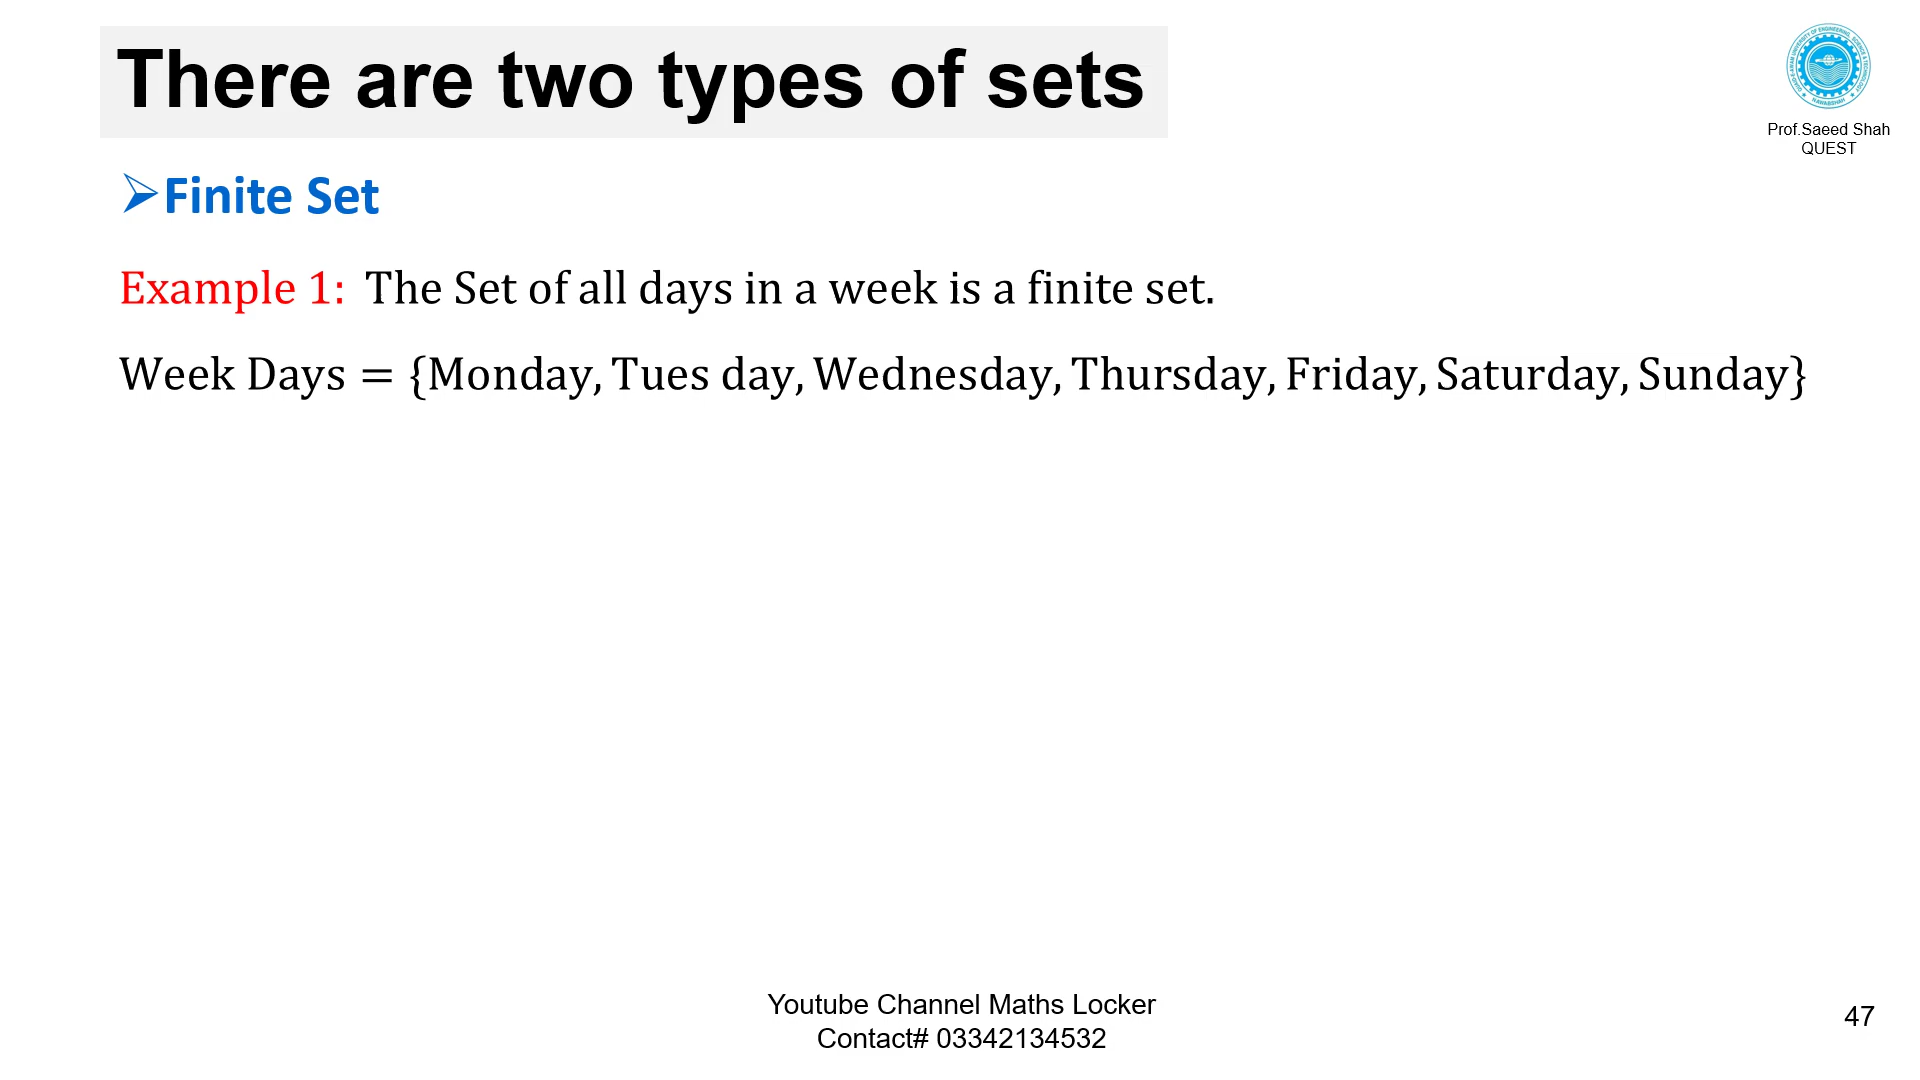 There are two types of sets
Prof.Saeed Shah
QUEST
➢Finite Set
Example 1: The Set of all days in a week is a finite set.
Week Days = {Monday, Tues day, Wednesday, Thursday, Friday, Saturday, Sunday}
Youtube Channel Maths Locker
Contact# 03342134532
47